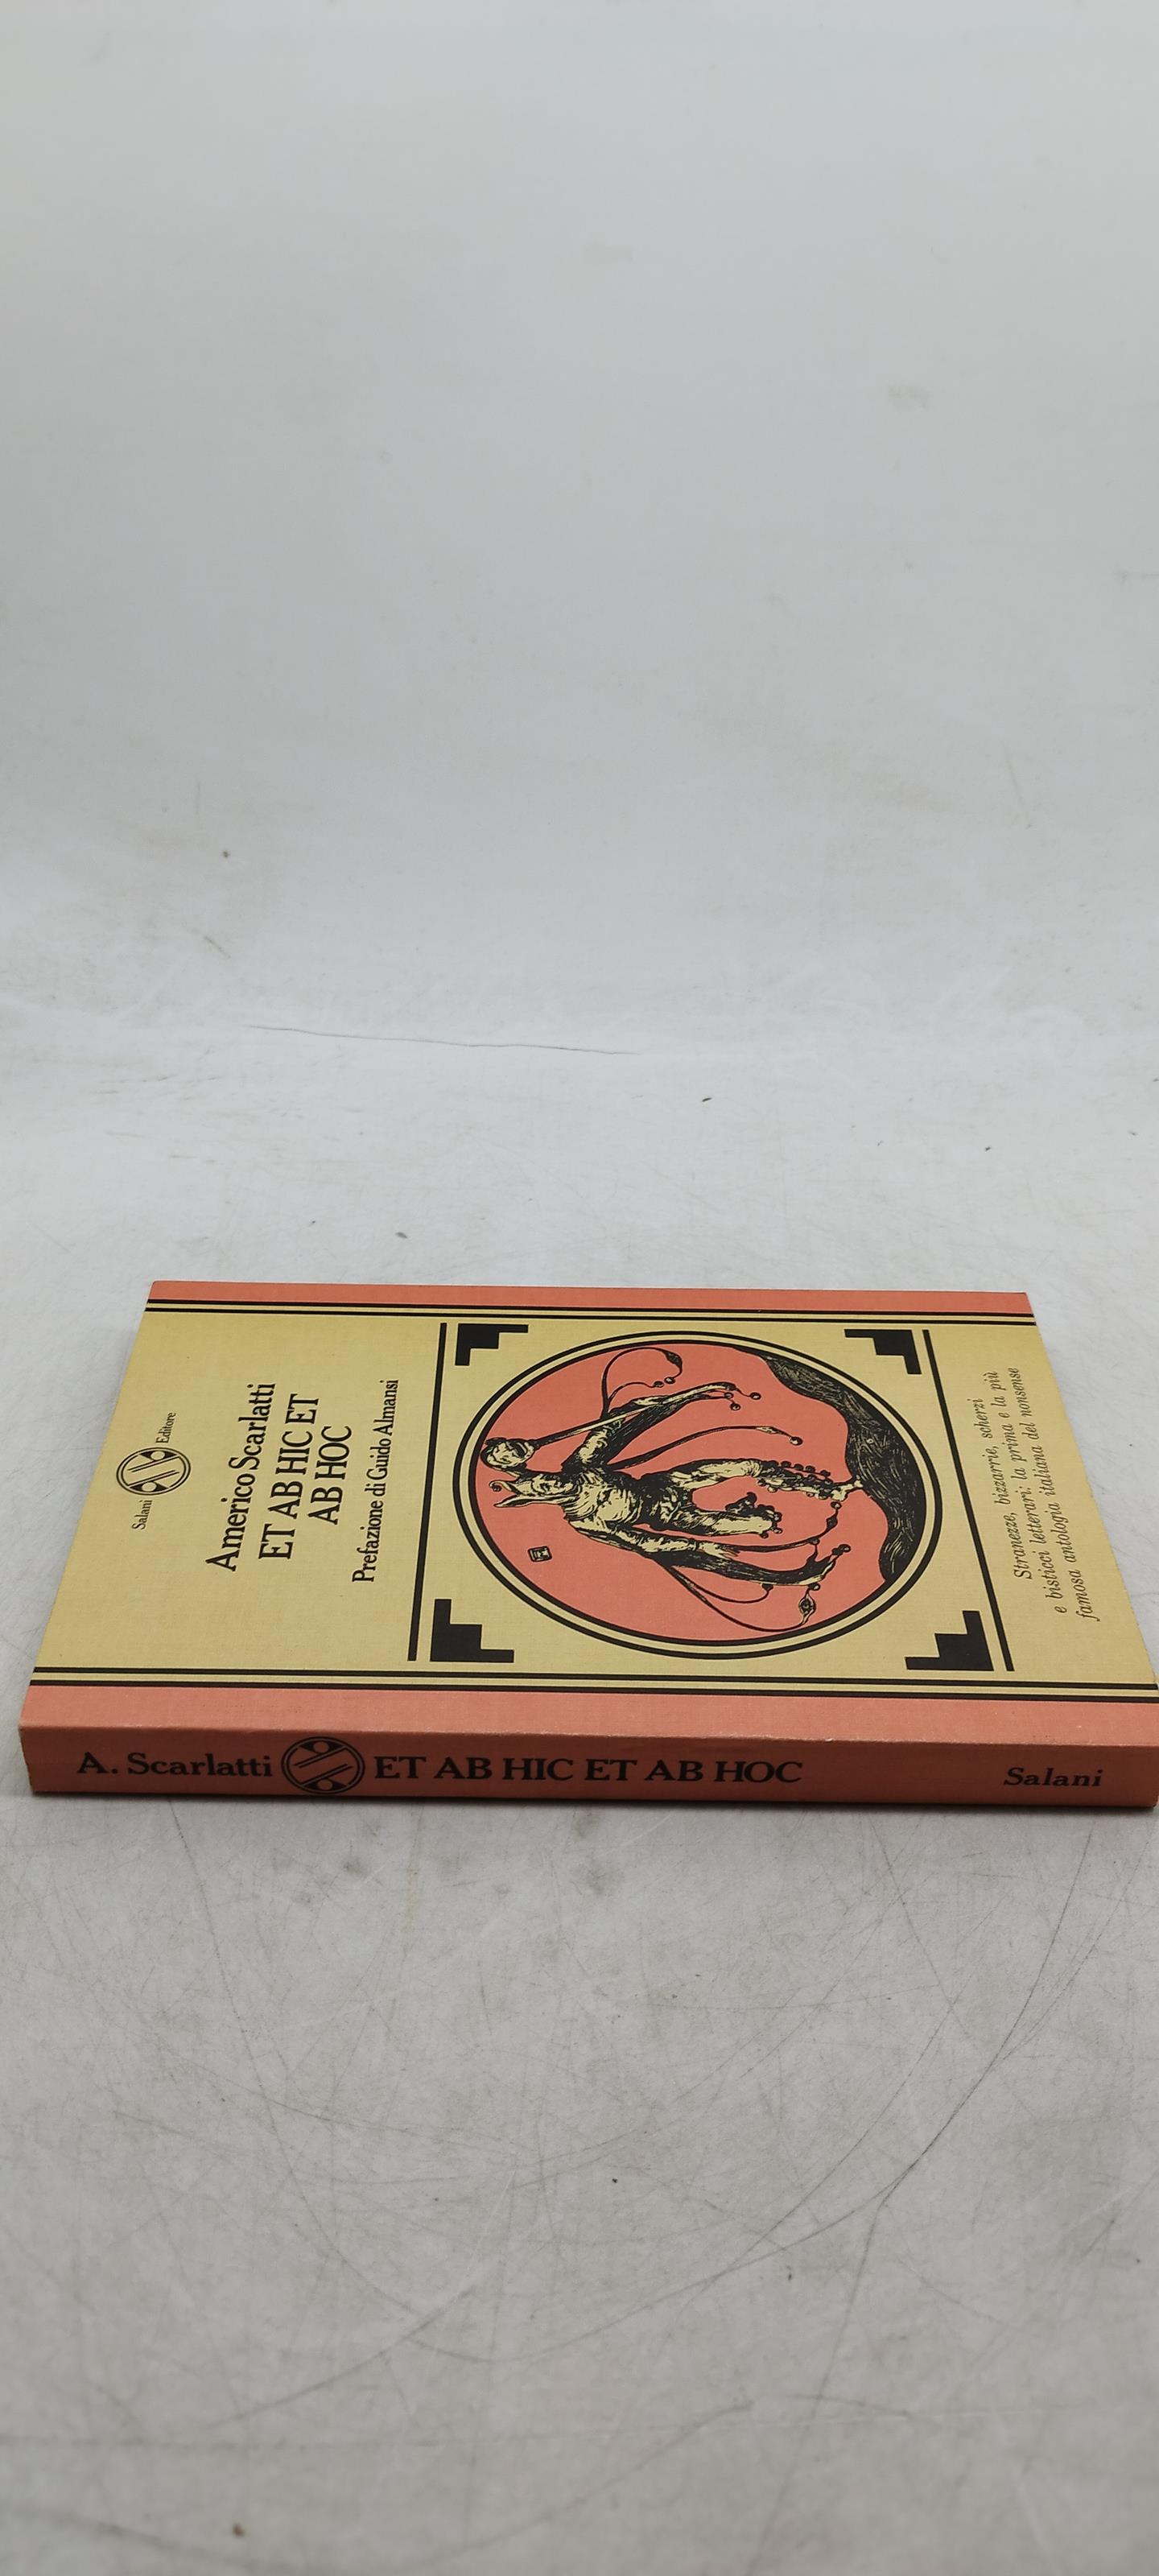 Salani Editore
Americo Scarlatti
ET AB HIC ET
AB HOC
Prefazione di Guido Almansi
Stranezze, bizzarrie, scherzi
e bisticci letterari: la prima e la più
famosa antologia italiana del nonsense
A. Scarlatti ET AB HIC ET AB HOC Salani